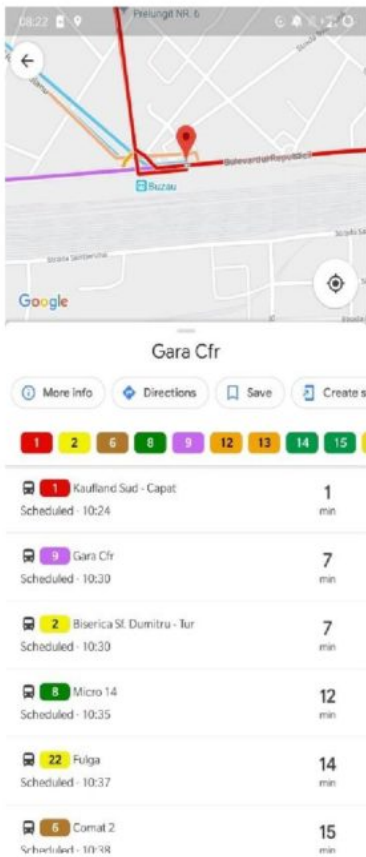 08:22
Prelungit NR. 6
Bulevardul Republicii
Buzau
Google
Gara Cfr
More info
Directions
Save
Create s
1 2 6 8 9 12 13 14 15
1 Kaufland Sud - Capat
1
Scheduled - 10:24
min
9 Gara Cfr
7
Scheduled - 10:30
min
2 Biserica Sf. Dumitru - Tur
7
Scheduled - 10:30
min
8 Micro 14
12
Scheduled - 10:35
min
22 Fulga
14
Scheduled - 10:37
min
6 Comat 2
15
Scheduled - 10:38
min